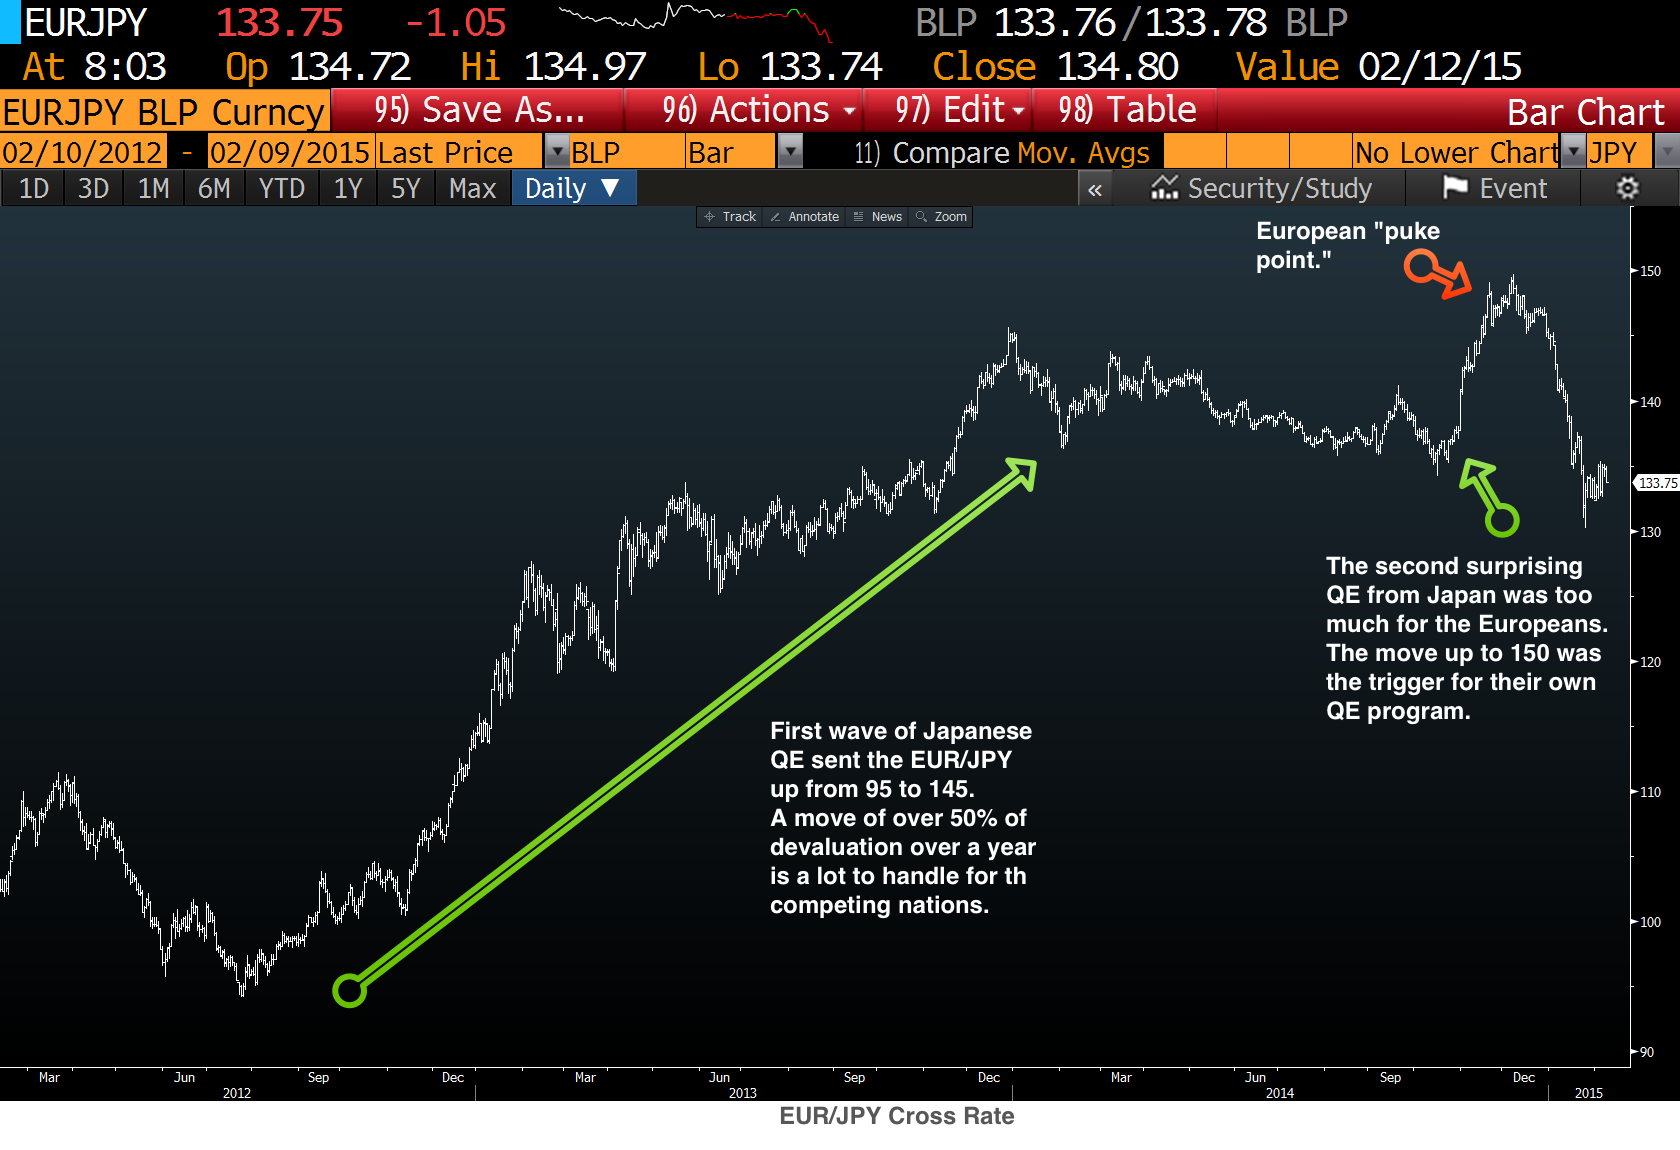 EURJPY 133.75 -1.05 BLP 133.76/133.78 BLP
At 8:03 Op 134.72 Hi 134.97 Lo 133.74 Close 134.80 Value 02/12/15
EURJPY BLP Curncy 95) Save As... 96) Actions 97) Edit 98) Table Bar Chart
02/10/2012 - 02/09/2015 Last Price BLP Bar 11) Compare Mov. Avgs No Lower Chart JPY
1D 3D 1M 6M YTD 1Y 5Y Max Daily ▼ « Security/Study Event
Track Annotate News Zoom
European "puke
point."
150
140
133.75
130
120
110
100
90
The second surprising
QE from Japan was too
much for the Europeans.
The move up to 150 was
the trigger for their own
QE program.
First wave of Japanese
QE sent the EUR/JPY
up from 95 to 145.
A move of over 50% of
devaluation over a year
is a lot to handle for th
competing nations.
Mar Jun Sep Dec Mar Jun Sep Dec Mar Jun Sep Dec
2012 2013 2014 2015
EUR/JPY Cross Rate